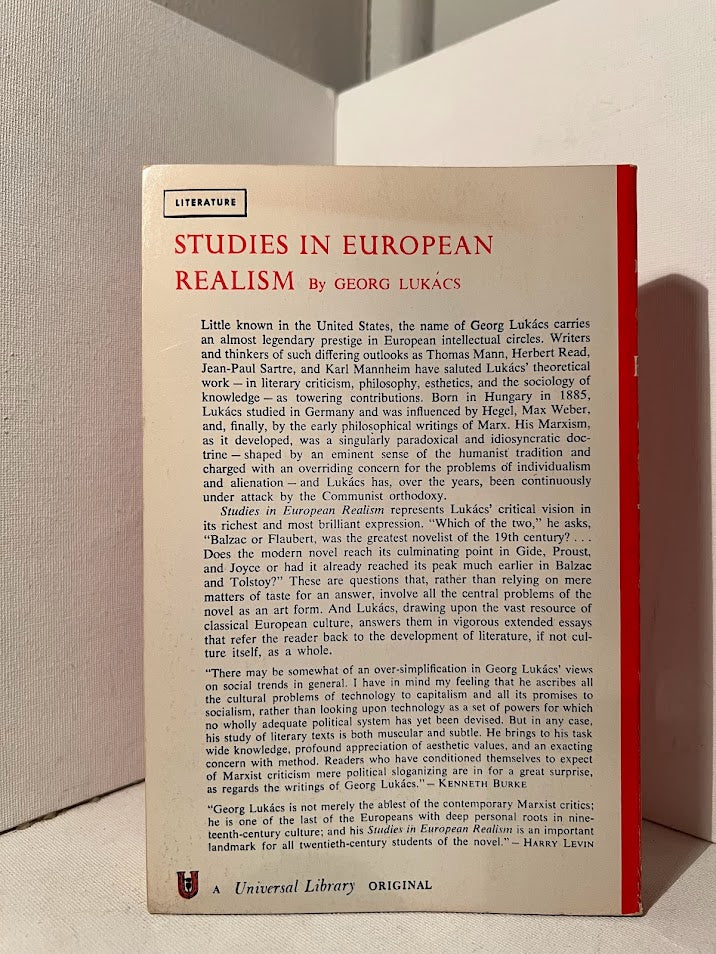 LITERATURE
STUDIES IN EUROPEAN
REALISM By GEORG LUKÁCS
Little known in the United States, the name of Georg Lukács carries
an almost legendary prestige in European intellectual circles. Writers
and thinkers of such differing outlooks as Thomas Mann, Herbert Read,
Jean-Paul Sartre, and Karl Mannheim have saluted Lukács' theoretical
work — in literary criticism, philosophy, esthetics, and the sociology of
knowledge — as towering contributions. Born in Hungary in 1885,
Lukács studied in Germany and was influenced by Hegel, Max Weber,
and, finally, by the early philosophical writings of Marx. His Marxism,
as it developed, was a singularly paradoxical and idiosyncratic doc-
trine — shaped by an eminent sense of the humanist tradition and
charged with an overriding concern for the problems of individualism
and alienation — and Lukács has, over the years, been continuously
under attack by the Communist orthodoxy.
Studies in European Realism represents Lukács' critical vision in
its richest and most brilliant expression. "Which of the two," he asks,
"Balzac or Flaubert, was the greatest novelist of the 19th century? . . .
Does the modern novel reach its culminating point in Gide, Proust,
and Joyce or had it already reached its peak much earlier in Balzac
and Tolstoy?" These are questions that, rather than relying on mere
matters of taste for an answer, involve all the central problems of the
novel as an art form. And Lukács, drawing upon the vast resource of
classical European culture, answers them in vigorous extended essays
that refer the reader back to the development of literature, if not cul-
ture itself, as a whole.
"There may be somewhat of an over-simplification in Georg Lukács' views
on social trends in general. I have in mind my feeling that he ascribes all
the cultural problems of technology to capitalism and all its promises to
socialism, rather than looking upon technology as a set of powers for which
no wholly adequate political system has yet been devised. But in any case,
his study of literary texts is both muscular and subtle. He brings to his task
wide knowledge, profound appreciation of aesthetic values, and an exacting
concern with method. Readers who have conditioned themselves to expect
of Marxist criticism mere political sloganizing are in for a great surprise,
as regards the writings of Georg Lukács." — KENNETH BURKE
"Georg Lukács is not merely the ablest of the contemporary Marxist critics;
he is one of the last of the Europeans with deep personal roots in nine-
teenth-century culture; and his Studies in European Realism is an important
landmark for all twentieth-century students of the novel." — HARRY LEVIN
A Universal Library ORIGINAL